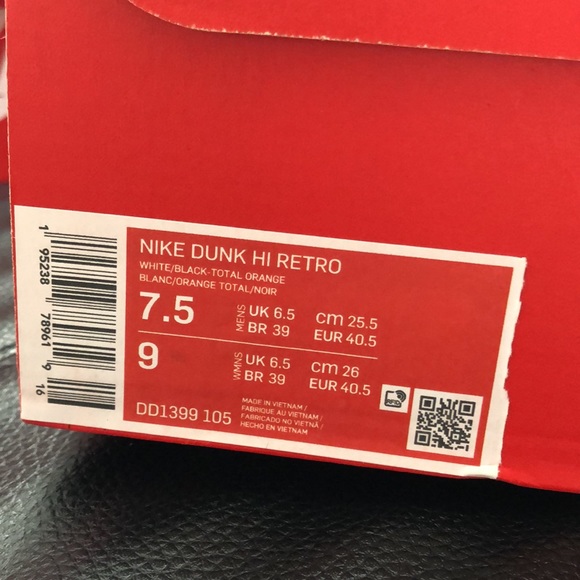 NIKE DUNK HI RETRO
WHITE/BLACK-TOTAL ORANGE
BLANC/ORANGE TOTAL/NOIR
7.5 MENS UK 6.5 cm 25.5
BR 39 EUR 40.5
9 WMNS UK 6.5 cm 26
BR 39 EUR 40.5
DD1399 105
MADE IN VIETNAM /
FABRIQUE AU VIETNAM /
FABRICADO NO VIETNÃ /
HECHO EN VIETNAM
1 95238 78961 9
16